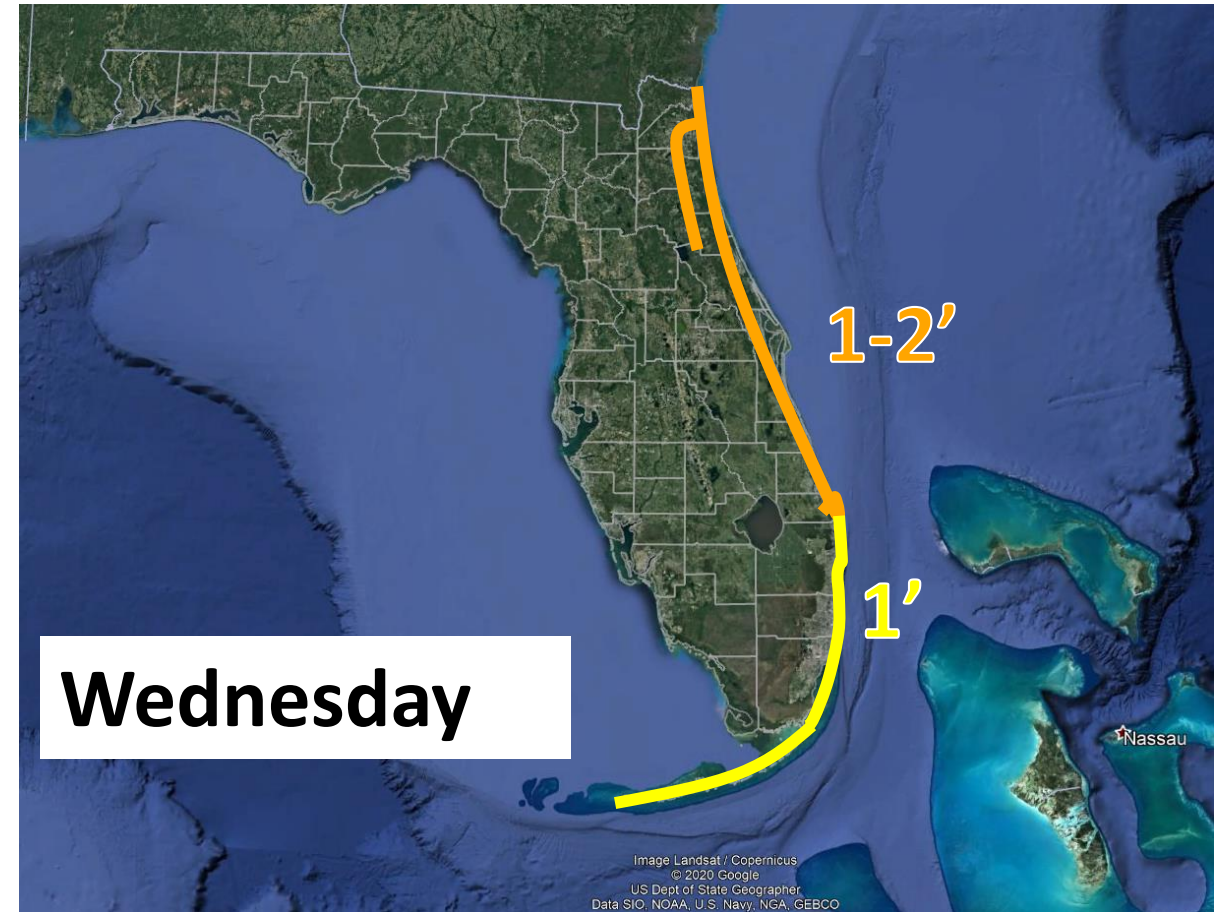 1-2’
1’
Wednesday
Nassau
Image Landsat / Copernicus
© 2020 Google
US Dept of State Geographer
Data SIO, NOAA, U.S. Navy, NGA, GEBCO